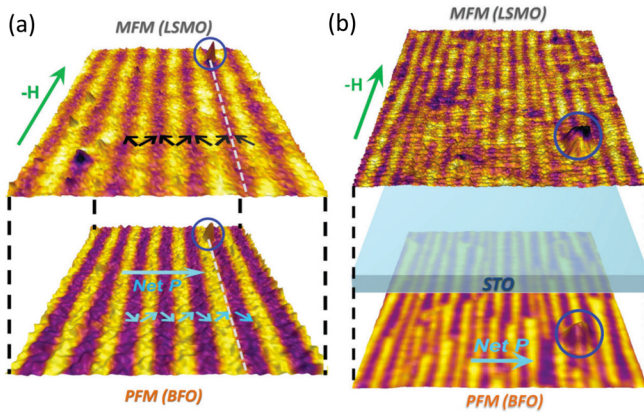 (a)
MFM (LSMO)
-H
Net P
PFM (BFO)
(b)
MFM (LSMO)
-H
STO
Net P
PFM (BFO)